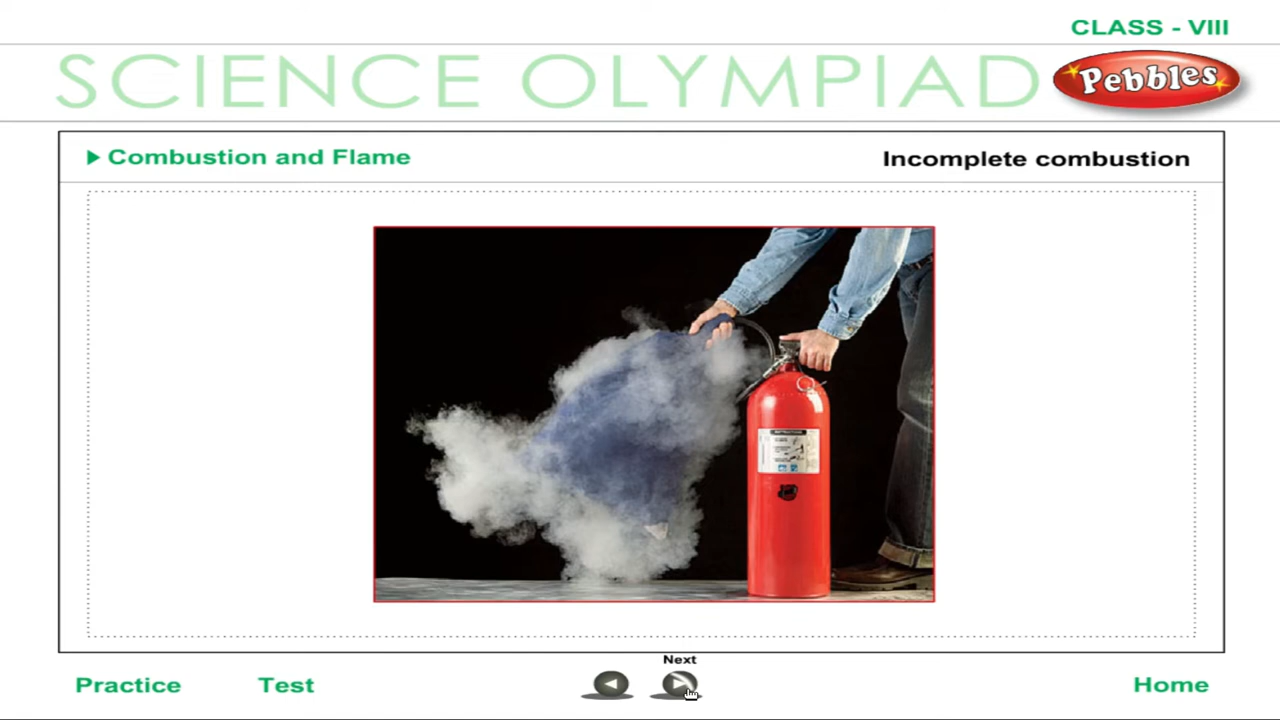 CLASS - VIII
SCIENCE OLYMPIAD
Pebbles
Combustion and Flame
Incomplete combustion
Next
Practice
Test
Home